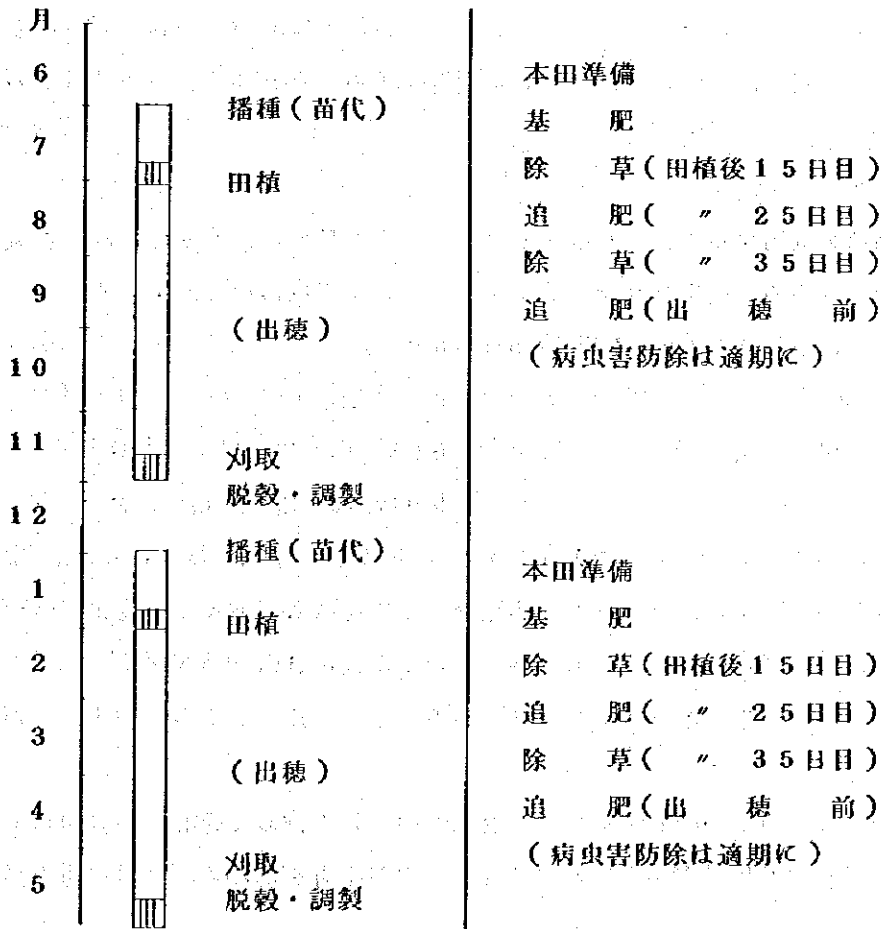 月
6
7
8
9
10
11
12
1
2
3
4
5
播種(苗代)
田植
(出穂)
刈取
脱穀・調製
播種(苗代)
田植
(出穂)
刈取
脱穀・調製
本田準備
基 肥
除 草(田植後15日目)
追 肥( 〃 25日目)
除 草( 〃 35日目)
追 肥(出 穂 前)
(病虫害防除は適期に)
本田準備
基 肥
除 草(田植後15日目)
追 肥( 〃 25日目)
除 草( 〃 35日目)
追 肥(出 穂 前)
(病虫害防除は適期に)